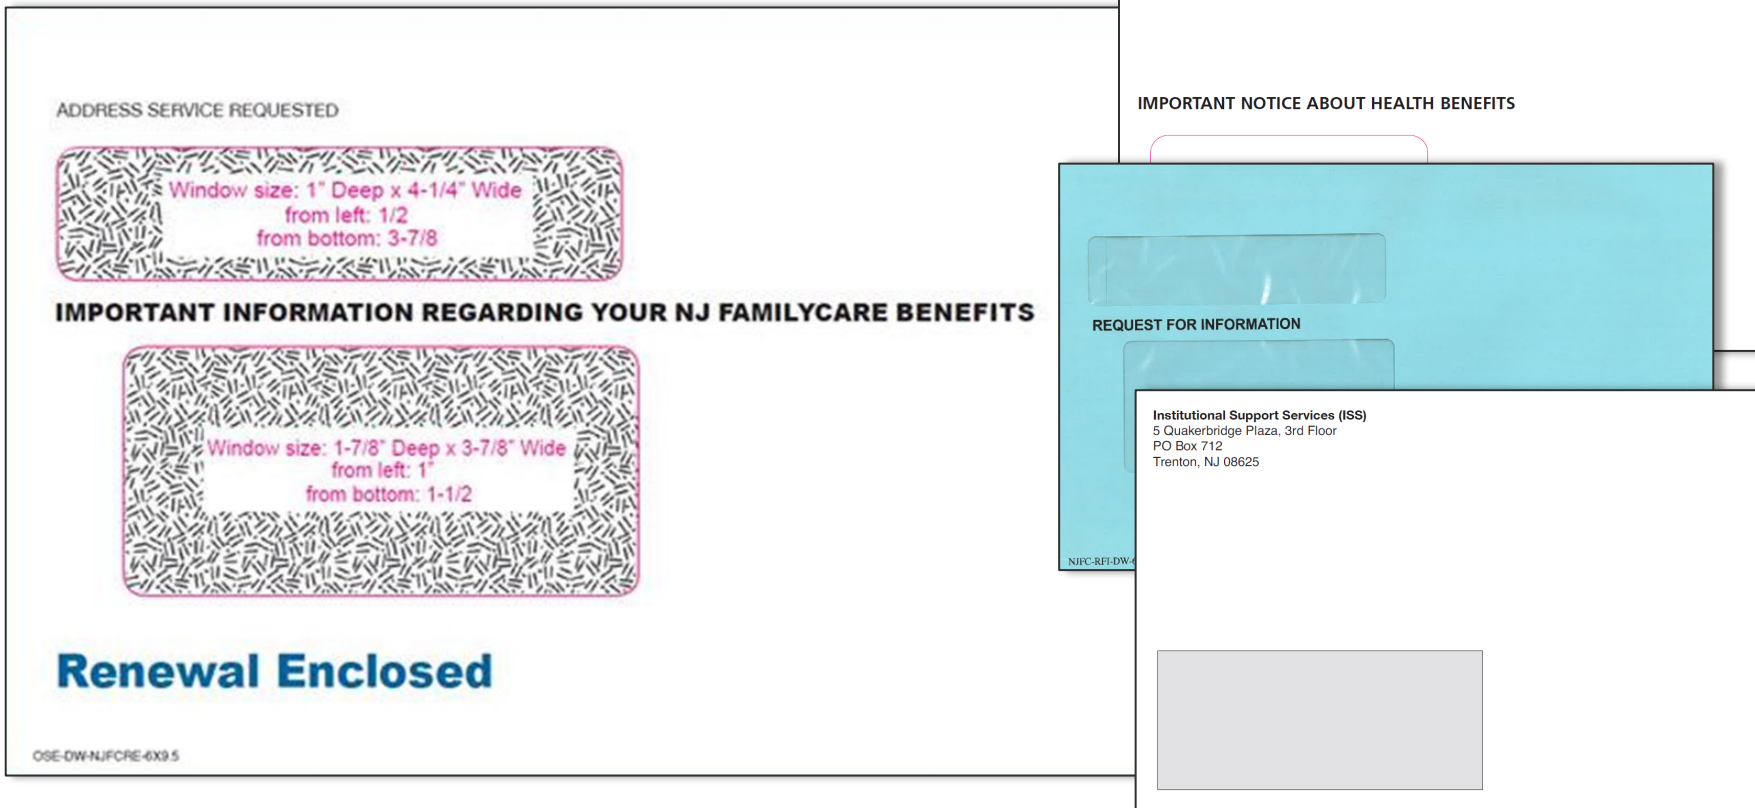 ADDRESS SERVICE REQUESTED
Window size: 1" Deep x 4-1/4" Wide
from left: 1/2
from bottom: 3-7/8
IMPORTANT INFORMATION REGARDING YOUR NJ FAMILYCARE BENEFITS
Window size: 1-7/8" Deep x 3-7/8" Wide
from left: 1"
from bottom: 1-1/2
Renewal Enclosed
OSE-DW-NJFCRE-6X9.5
IMPORTANT NOTICE ABOUT HEALTH BENEFITS
REQUEST FOR INFORMATION
NJFC-RFI-DW-
Institutional Support Services (ISS)
5 Quakerbridge Plaza, 3rd Floor
PO Box 712
Trenton, NJ 08625